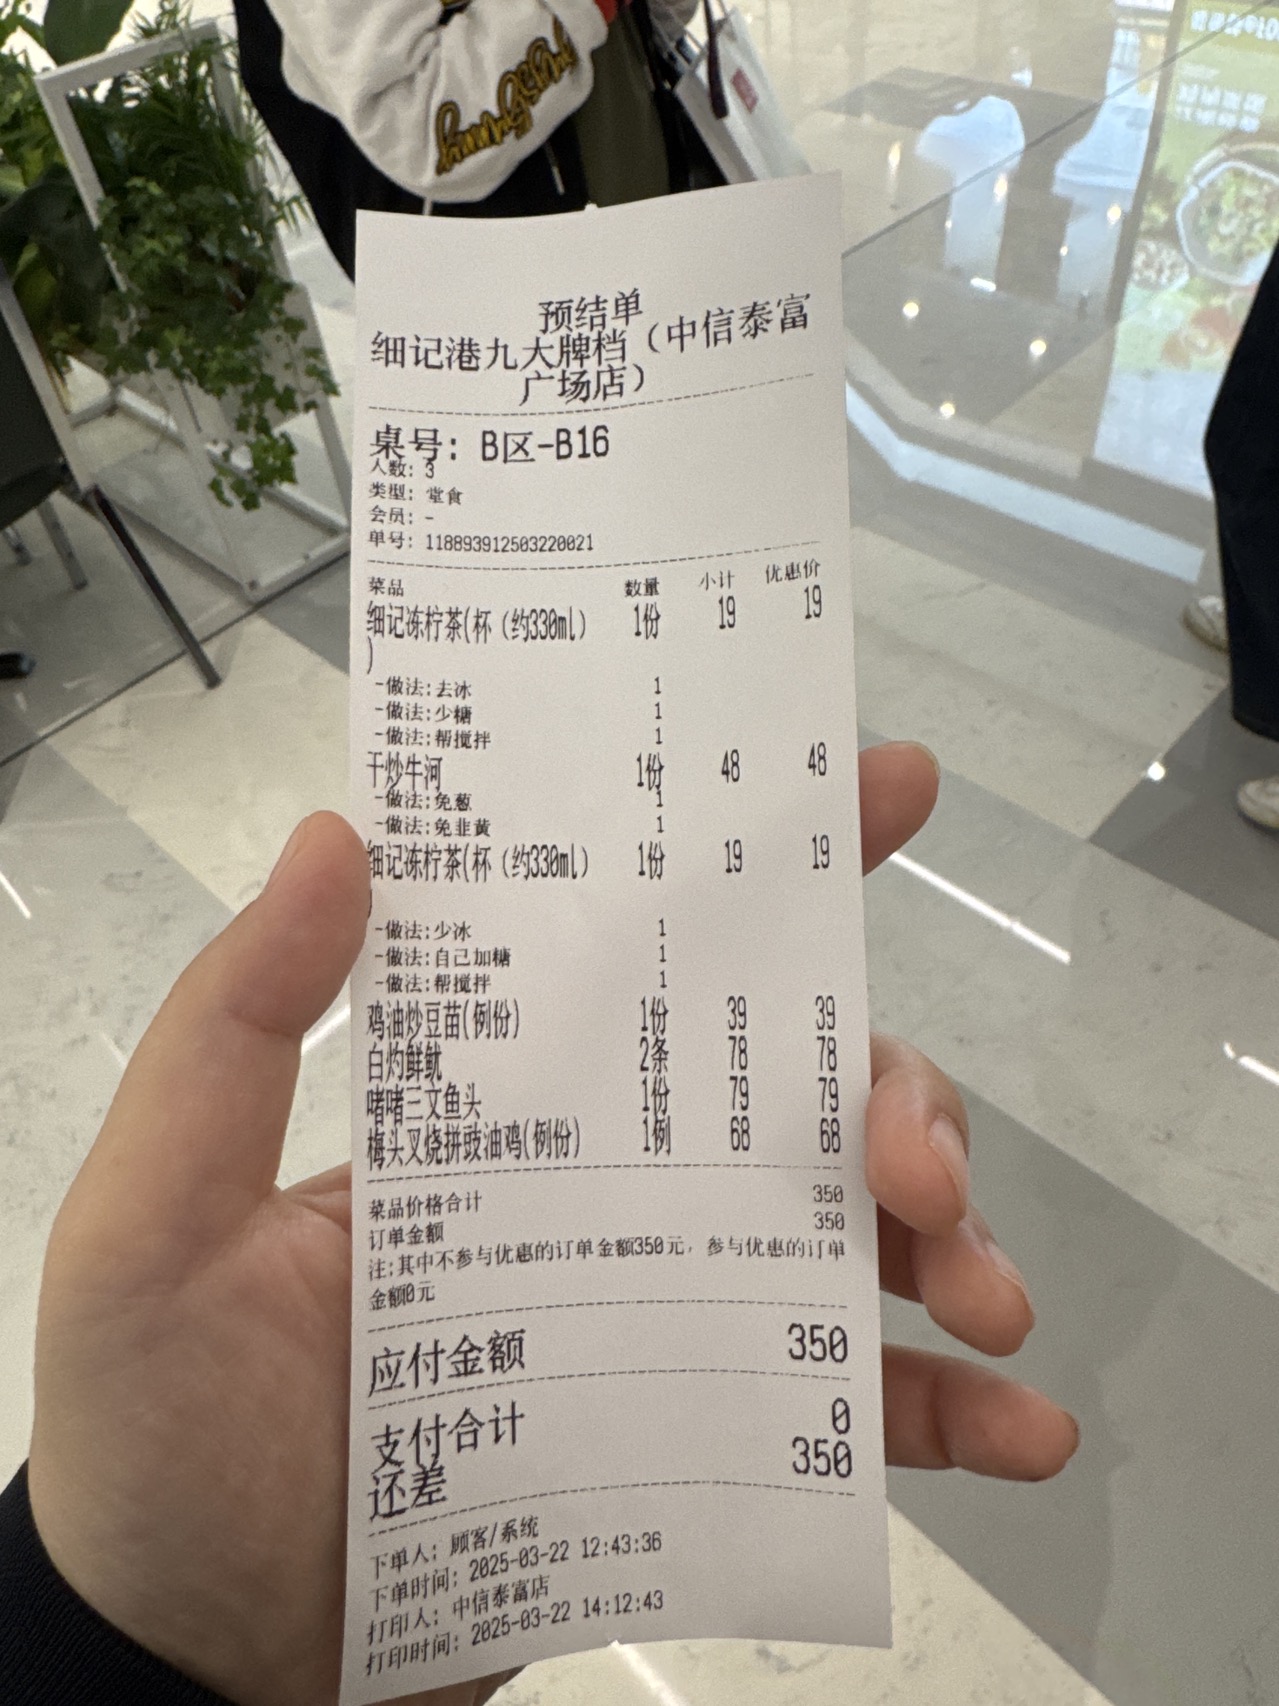 预结单
细记港九大牌档（中信泰富
广场店）
桌号: B区-B16
人数: 3
类型: 堂食
会员: -
单号: 118893912503220021
菜品 数量 小计 优惠价
细记冻柠茶(杯（约330ml） 1份 19 19
)
-做法:去冰 1
-做法:少糖 1
-做法:帮搅拌 1
干炒牛河 1份 48 48
-做法:免葱 1
-做法:免韭黄 1
细记冻柠茶(杯（约330ml） 1份 19 19
)
-做法:少冰 1
-做法:自己加糖 1
-做法:帮搅拌 1
鸡油炒豆苗(例份) 1份 39 39
白灼鲜鱿 2条 78 78
啫啫三文鱼头 1份 79 79
梅头叉烧拼豉油鸡(例份) 1例 68 68
菜品价格合计 350
订单金额 350
注:其中不参与优惠的订单金额350元，参与优惠的订单
金额0元
应付金额 350
支付合计 0
还差 350
下单人: 顾客/系统
下单时间: 2025-03-22 12:43:36
打印人: 中信泰富店
打印时间: 2025-03-22 14:12:43